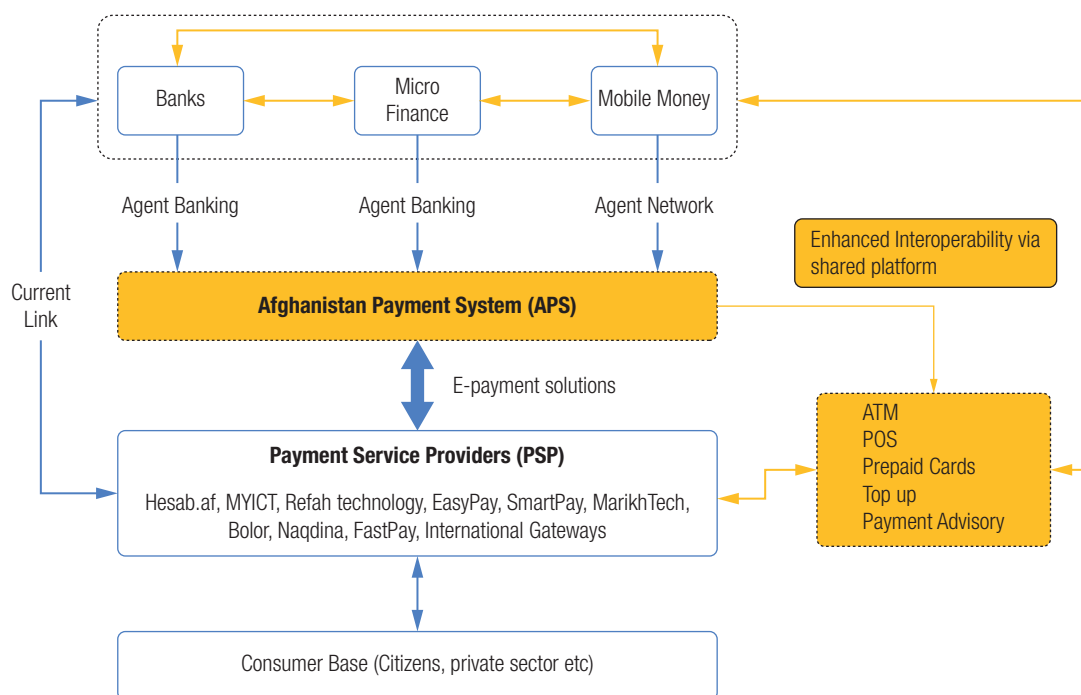 Banks
Micro
Finance
Mobile Money
Agent Banking
Agent Banking
Agent Network
Enhanced Interoperability via
shared platform
Current
Link
Afghanistan Payment System (APS)
E-payment solutions
ATM
POS
Prepaid Cards
Top up
Payment Advisory
Payment Service Providers (PSP)
Hesab.af, MYICT, Refah technology, EasyPay, SmartPay, MarikhTech,
Bolor, Naqdina, FastPay, International Gateways
Consumer Base (Citizens, private sector etc)